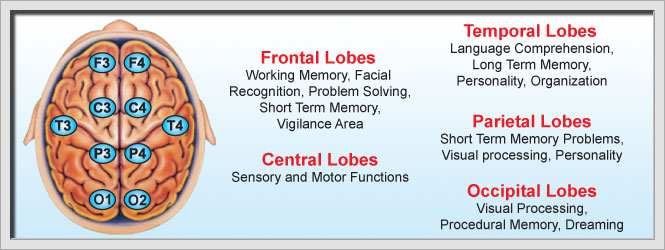 F3 F4
C3 C4
T3 T4
P3 P4
O1 O2
Frontal Lobes
Working Memory, Facial
Recognition, Problem Solving,
Short Term Memory,
Vigilance Area
Central Lobes
Sensory and Motor Functions
Temporal Lobes
Language Comprehension,
Long Term Memory,
Personality, Organization
Parietal Lobes
Short Term Memory Problems,
Visual processing, Personality
Occipital Lobes
Visual Processing,
Procedural Memory, Dreaming